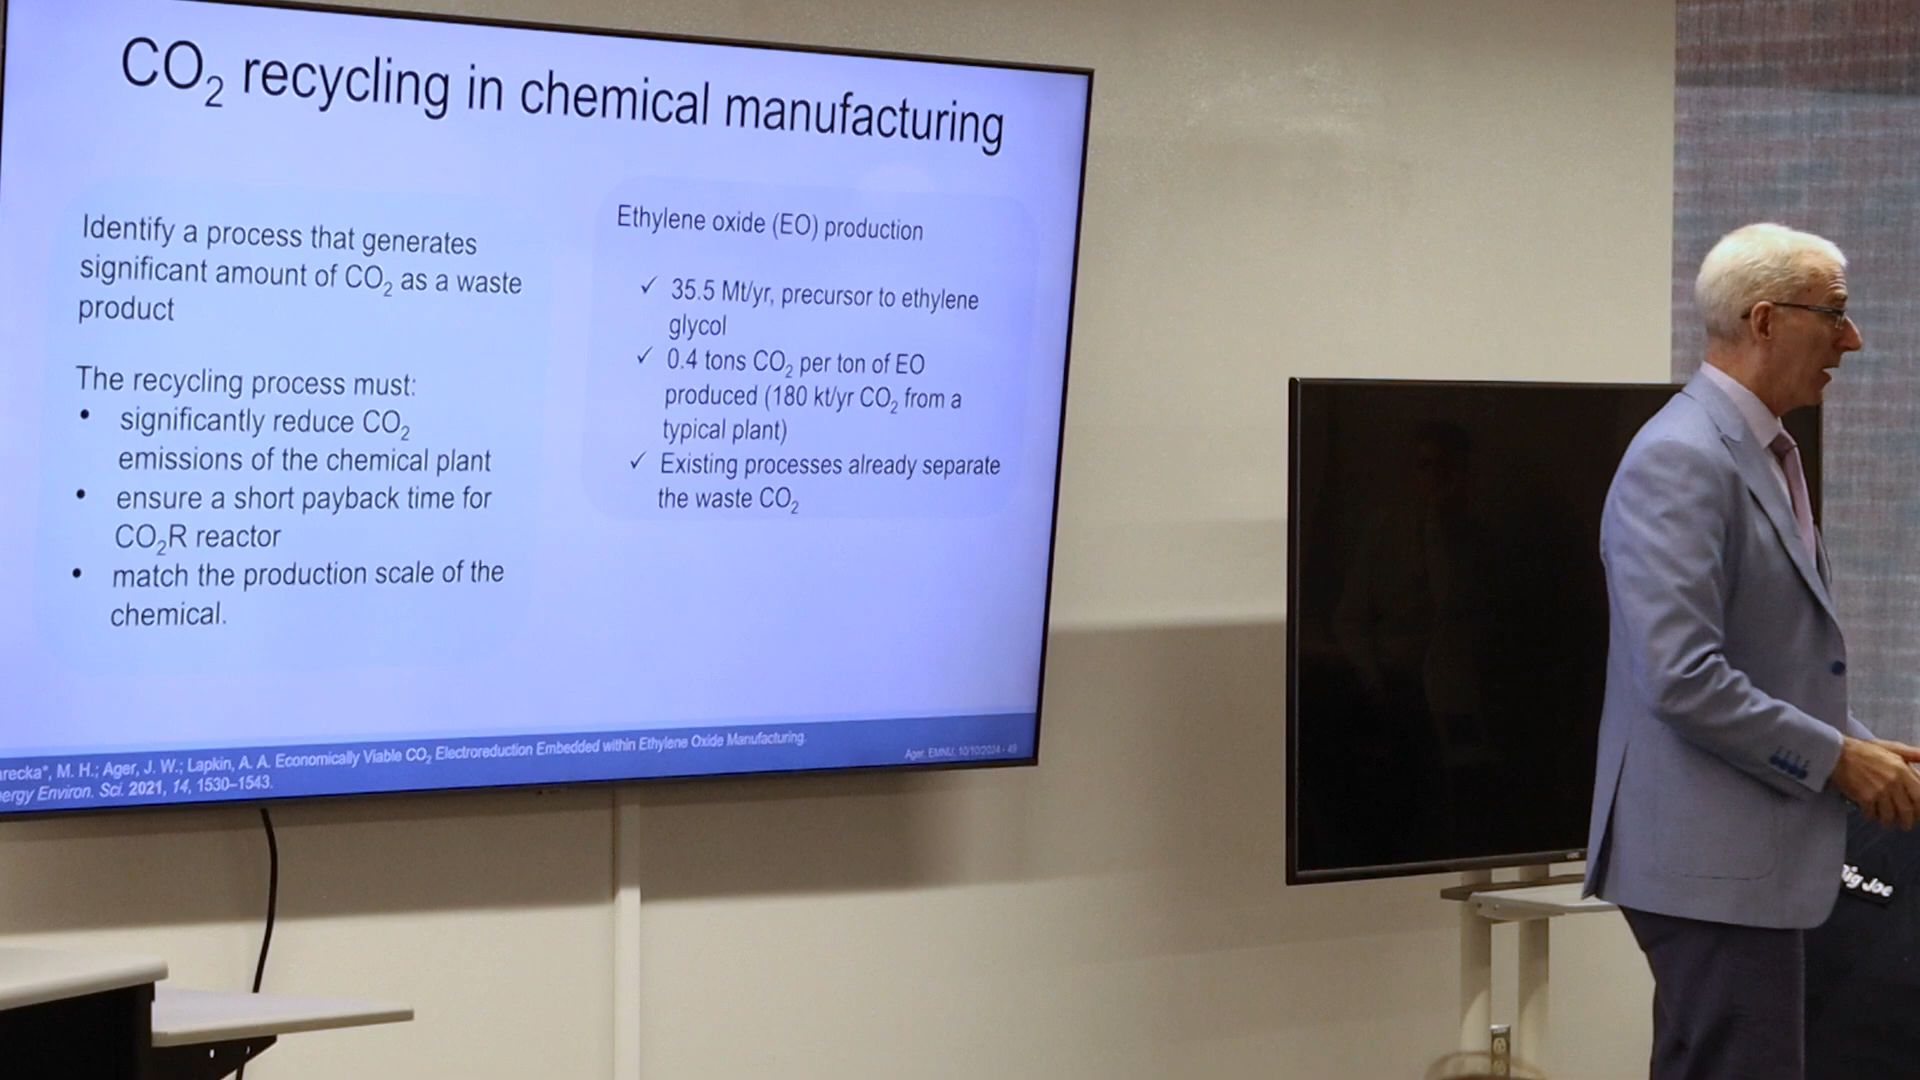 CO₂ recycling in chemical manufacturing
Identify a process that generates
significant amount of CO₂ as a waste
product
The recycling process must:
• significantly reduce CO₂
emissions of the chemical plant
• ensure a short payback time for
CO₂R reactor
• match the production scale of the
chemical.
Ethylene oxide (EO) production
✓ 35.5 Mt/yr, precursor to ethylene
glycol
✓ 0.4 tons CO₂ per ton of EO
produced (180 kt/yr CO₂ from a
typical plant)
✓ Existing processes already separate
the waste CO₂
M. H.; Ager, J. W.; Lapkin, A. A. Economically Viable CO₂ Electroreduction Embedded within Ethylene Oxide Manufacturing.
Environ. Sci. 2021, 14, 1530–1543.
Ager, EMNU, 10/10/2024 - 49
Joe